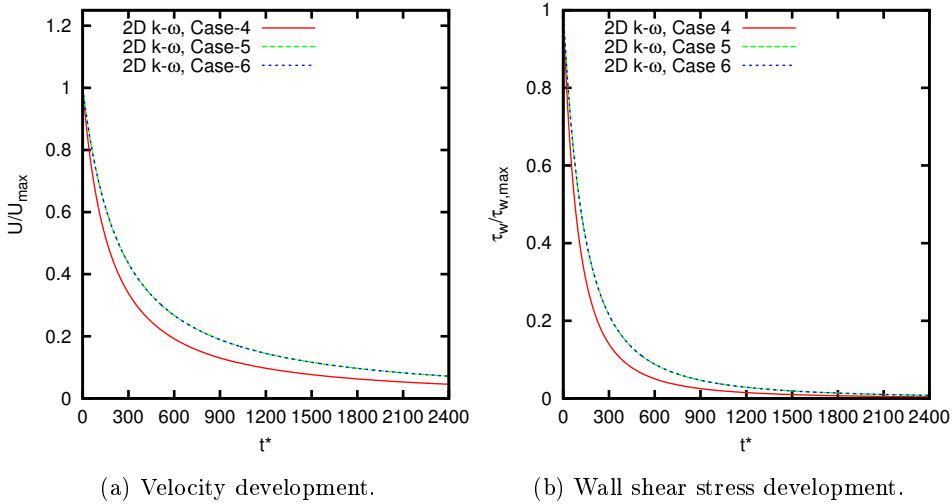 2D k-ω, Case-4
2D k-ω, Case-5
2D k-ω, Case-6
1.2
1
0.8
0.6
0.4
0.2
0
U/U_max
0 300 600 900 1200 1500 1800 2100 2400
t*
(a) Velocity development.
2D k-ω, Case 4
2D k-ω, Case 5
2D k-ω, Case 6
1
0.8
0.6
0.4
0.2
0
τ_w/τ_w,max
0 300 600 900 1200 1500 1800 2100 2400
t*
(b) Wall shear stress development.